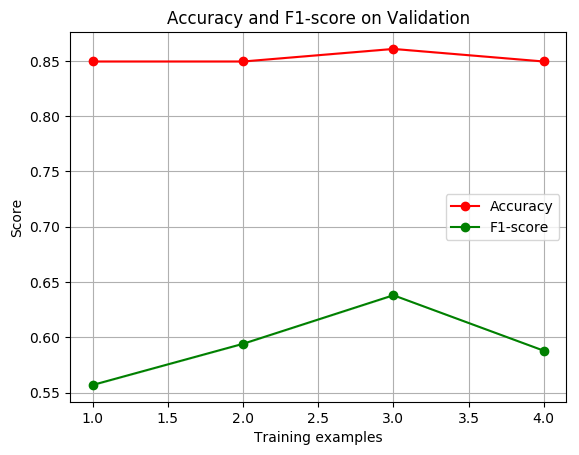 Accuracy and F1-score on Validation
0.85
0.80
0.75
0.70
0.65
0.60
0.55
Score
Accuracy
F1-score
1.0 1.5 2.0 2.5 3.0 3.5 4.0
Training examples